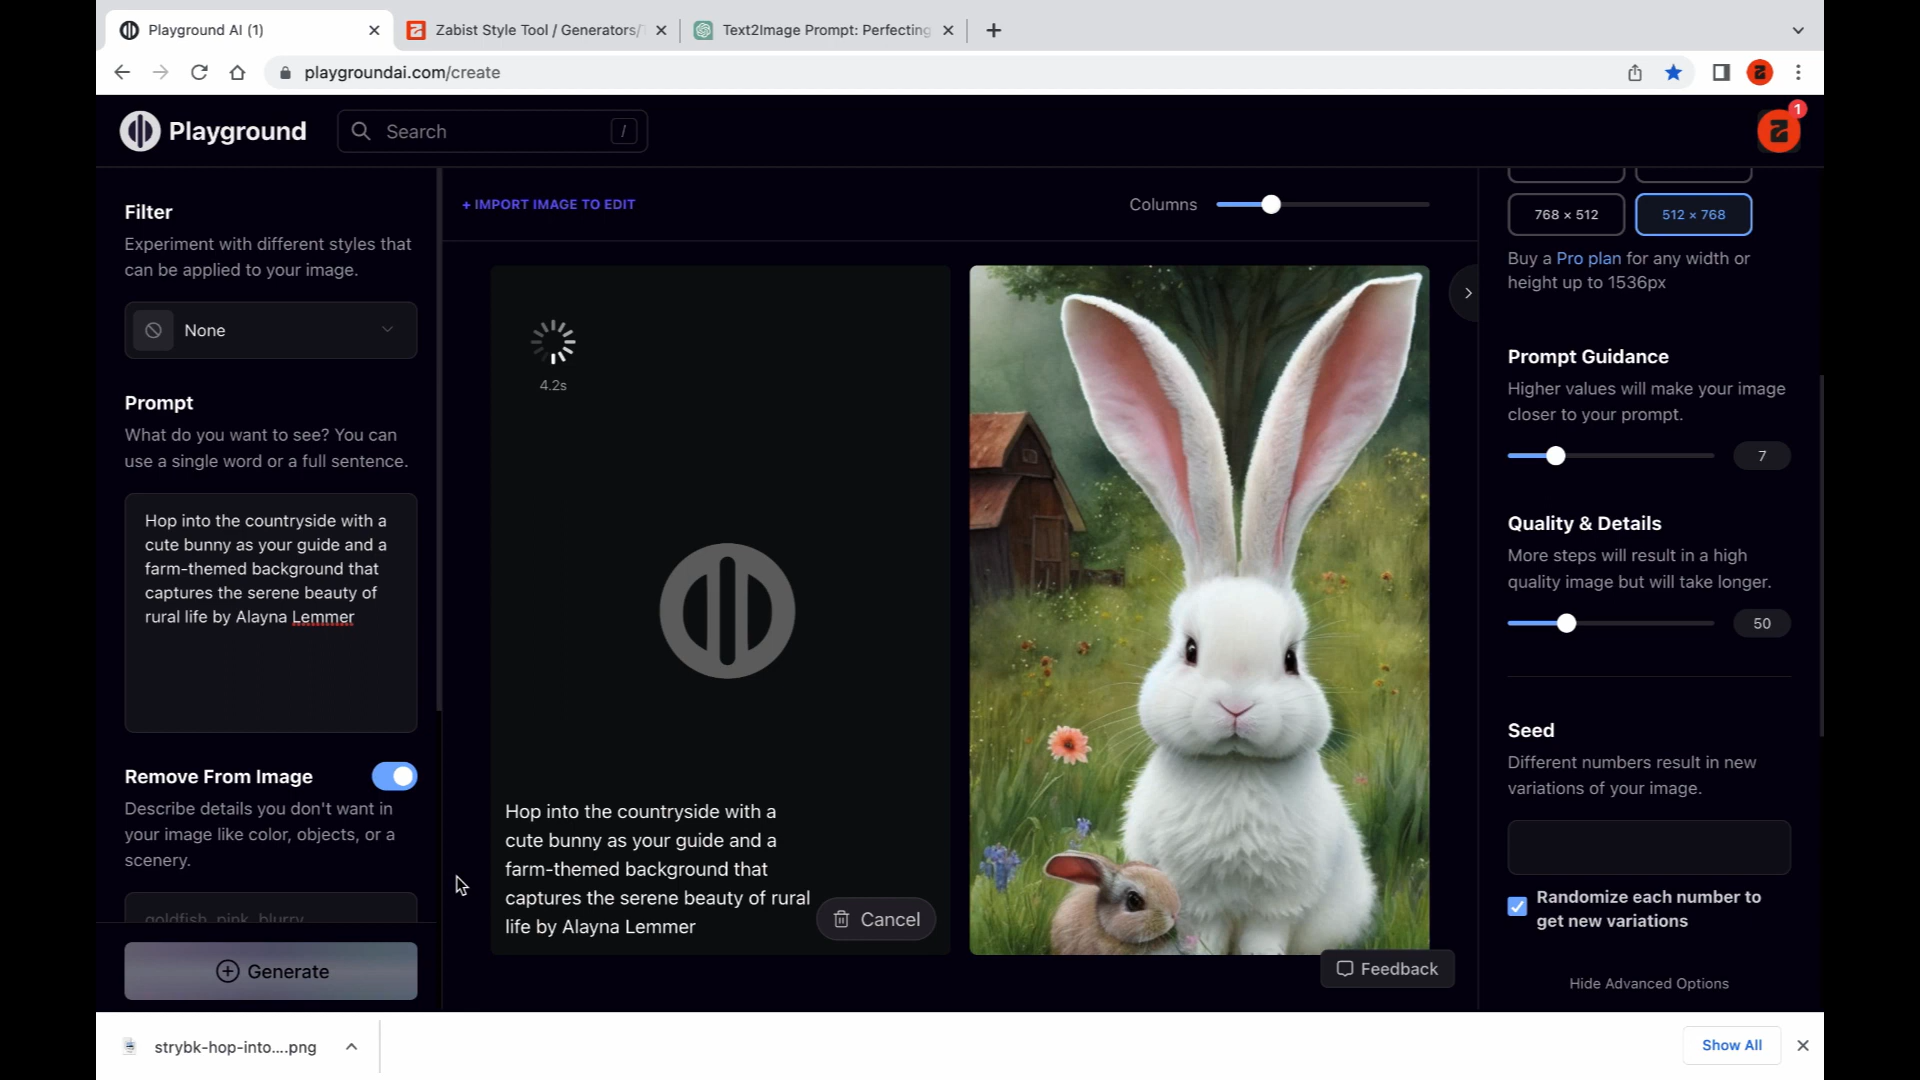 Playground AI (1)
Zabist Style Tool / Generators/
Text2Image Prompt: Perfecting
playgroundai.com/create
Playground
Search
/
1
Filter
Experiment with different styles that
can be applied to your image.
None
Prompt
What do you want to see? You can
use a single word or a full sentence.
Hop into the countryside with a
cute bunny as your guide and a
farm-themed background that
captures the serene beauty of
rural life by Alayna Lemmer
Remove From Image
Describe details you don't want in
your image like color, objects, or a
scenery.
goldfish, pink, blurry
Generate
+ IMPORT IMAGE TO EDIT
Columns
4.2s
Hop into the countryside with a
cute bunny as your guide and a
farm-themed background that
captures the serene beauty of rural
life by Alayna Lemmer
Cancel
Feedback
768 × 512
512 × 768
Buy a Pro plan for any width or
height up to 1536px
Prompt Guidance
Higher values will make your image
closer to your prompt.
7
Quality & Details
More steps will result in a high
quality image but will take longer.
50
Seed
Different numbers result in new
variations of your image.
Randomize each number to
get new variations
Hide Advanced Options
strybk-hop-into....png
Show All